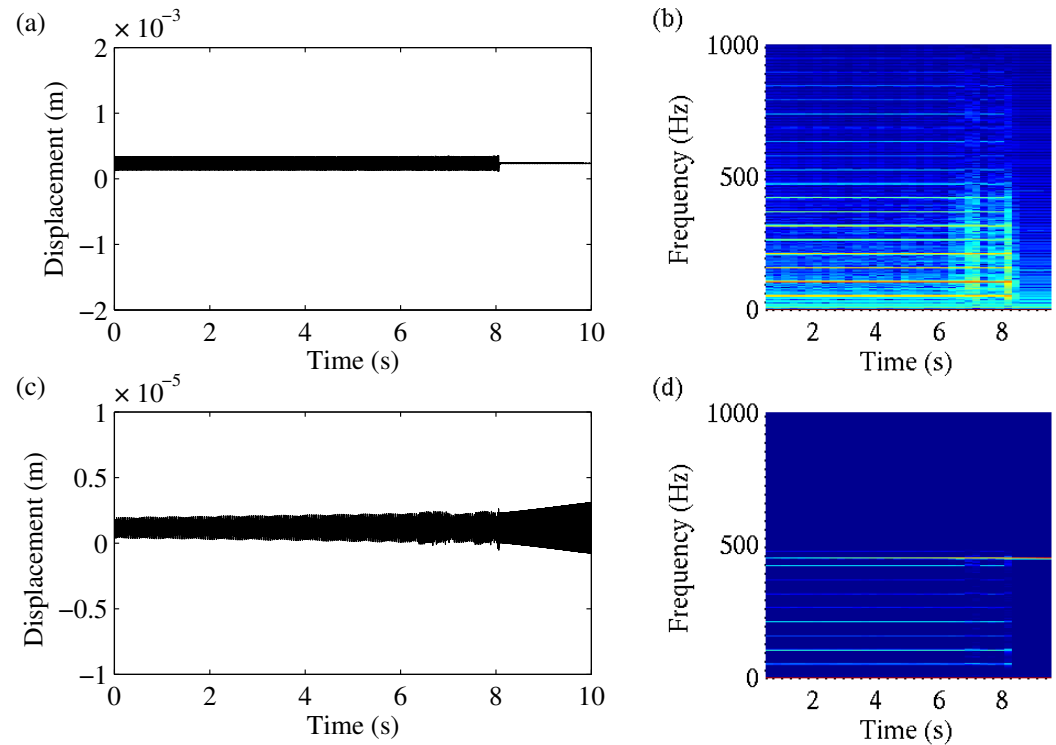 (a)
× 10⁻³
Displacement (m)
2
1
0
−1
−2
0 2 4 6 8 10
Time (s)
(b)
Frequency (Hz)
1000
500
0
2 4 6 8
Time (s)
(c)
× 10⁻⁵
Displacement (m)
1
0.5
0
−0.5
−1
0 2 4 6 8 10
Time (s)
(d)
Frequency (Hz)
1000
500
0
2 4 6 8
Time (s)